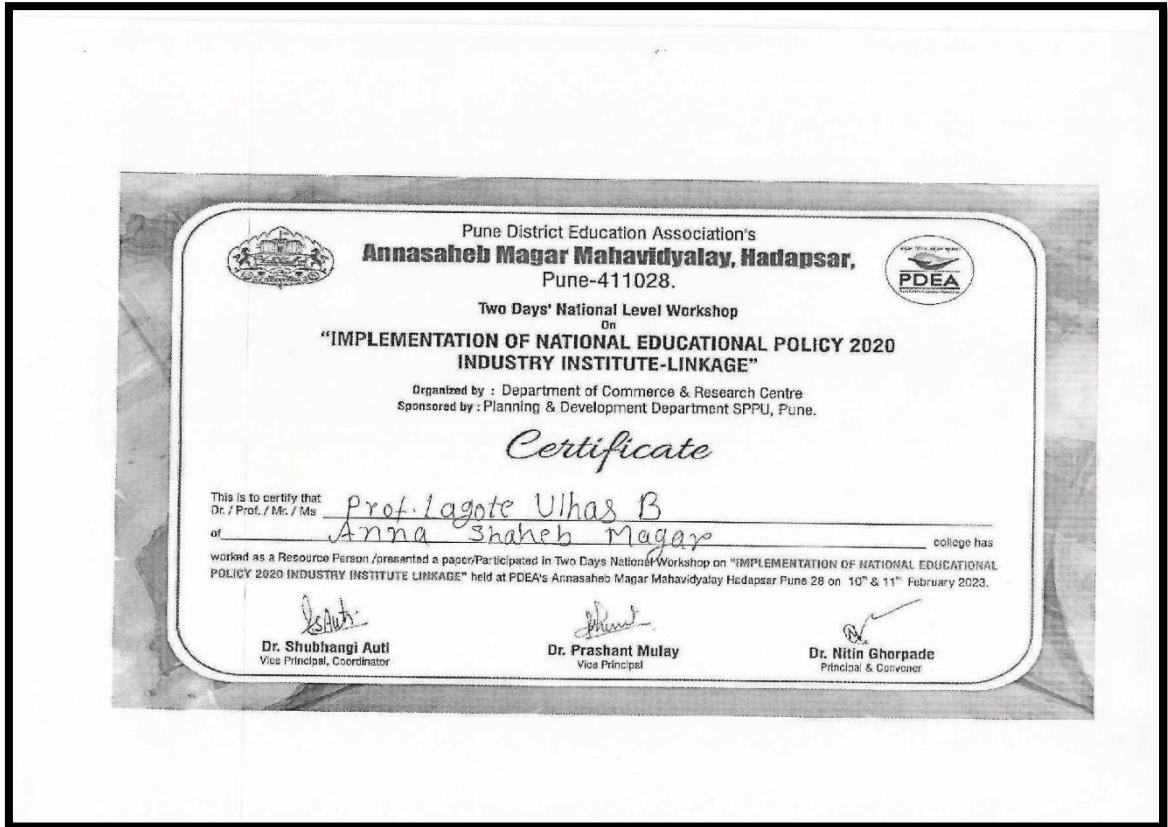 Pune District Education Association's
Annasaheb Magar Mahavidyalay, Hadapsar,
Pune-411028.
PDEA
Two Days' National Level Workshop
On
"IMPLEMENTATION OF NATIONAL EDUCATIONAL POLICY 2020
INDUSTRY INSTITUTE-LINKAGE"
Organized by : Department of Commerce & Research Centre
Sponsored by : Planning & Development Department SPPU, Pune.
Certificate
This is to certify that
Dr. / Prof. / Mr. / Ms Prof. Lagote Ulhas B
of Anna Shaheb Magar college has
worked as a Resource Person /presented a paper/Participated in Two Days National Workshop on "IMPLEMENTATION OF NATIONAL EDUCATIONAL
POLICY 2020 INDUSTRY INSTITUTE LINKAGE" held at PDEA's Annasaheb Magar Mahavidyalay Hadapsar Pune 28 on 10th & 11th February 2023.
Dr. Shubhangi Auti
Vice Principal, Coordinator
Dr. Prashant Mulay
Vice Principal
Dr. Nitin Ghorpade
Principal & Convener